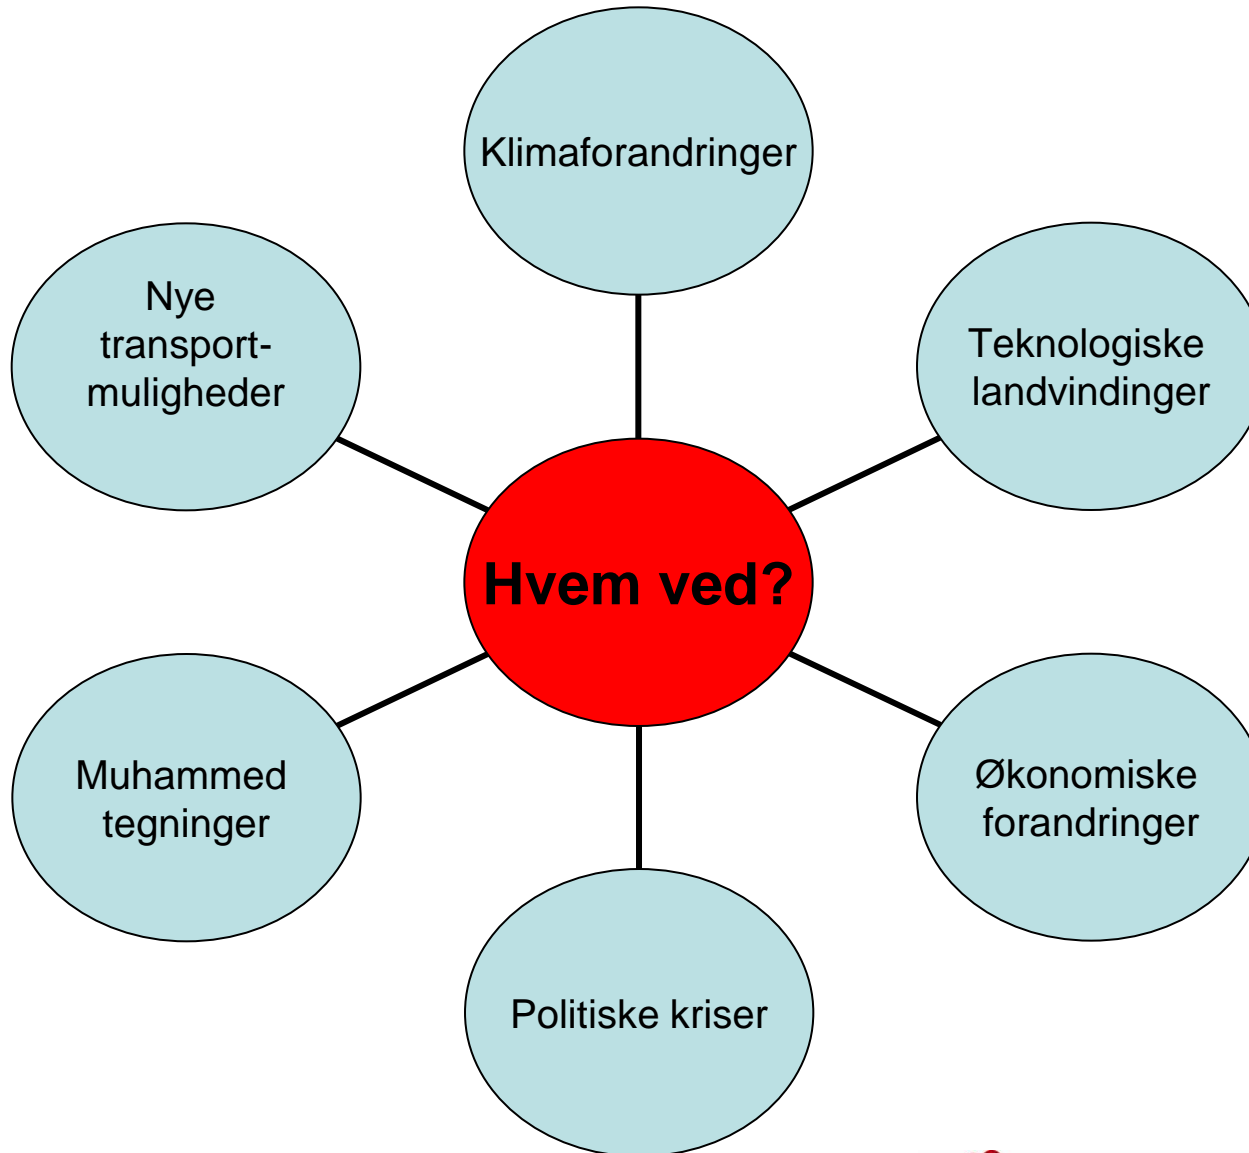 Klimaforandringer
Nye
transport-
muligheder
Teknologiske
landvindinger
Hvem ved?
Muhammed
tegninger
Økonomiske
forandringer
Politiske kriser